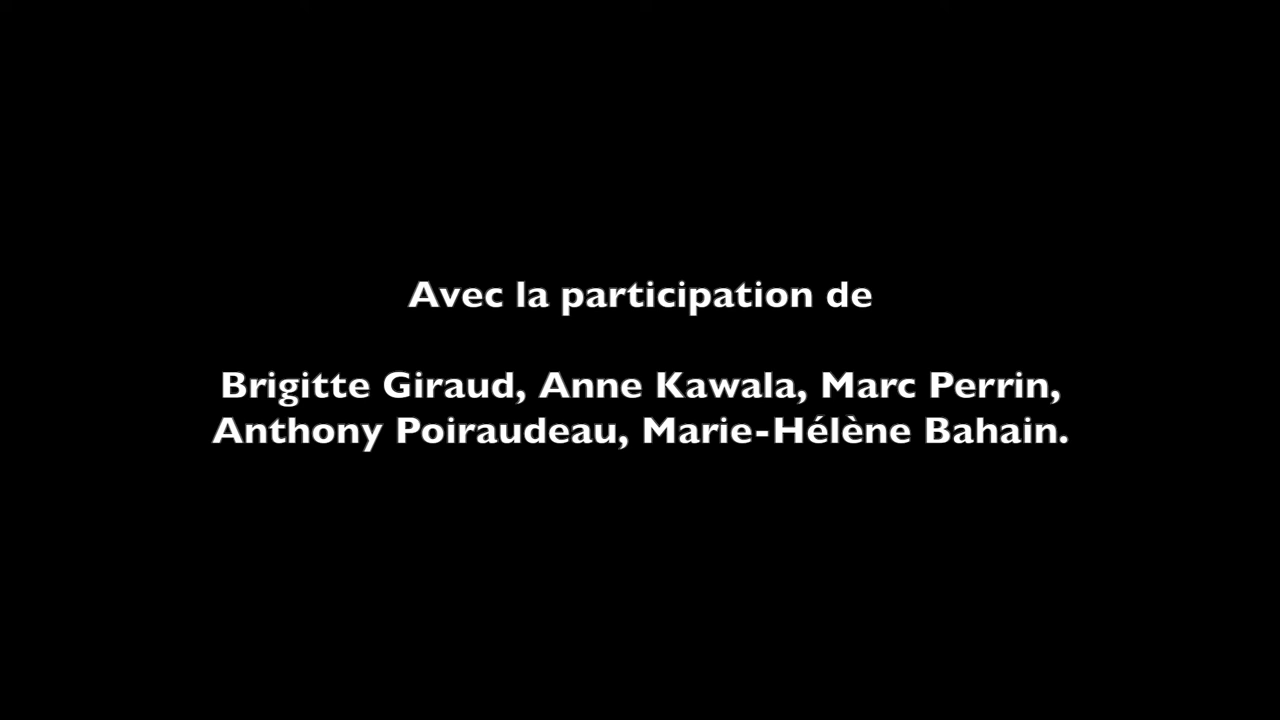 Avec la participation de
Brigitte Giraud, Anne Kawala, Marc Perrin,
Anthony Poiraudeau, Marie-Hélène Bahain.